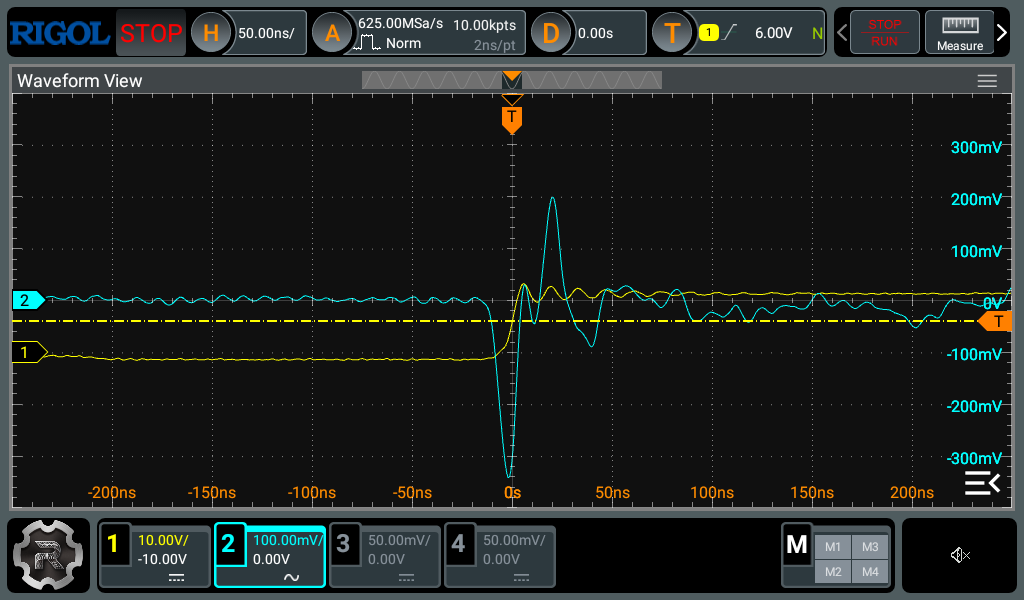 RIGOL STOP H 50.00ns/ A 625.00MSa/s 10.00kpts D 0.00s T 1 6.00V N STOP RUN Measure
Norm 2ns/pt
Waveform View
T
300mV
200mV
100mV
2 0V
T
1 -100mV
-200mV
-300mV
-200ns -150ns -100ns -50ns 0s 50ns 100ns 150ns 200ns
1 10.00V/ 2 100.00mV/ 3 50.00mV/ 4 50.00mV/ M M1 M3
-10.00V 0.00V 0.00V 0.00V M2 M4